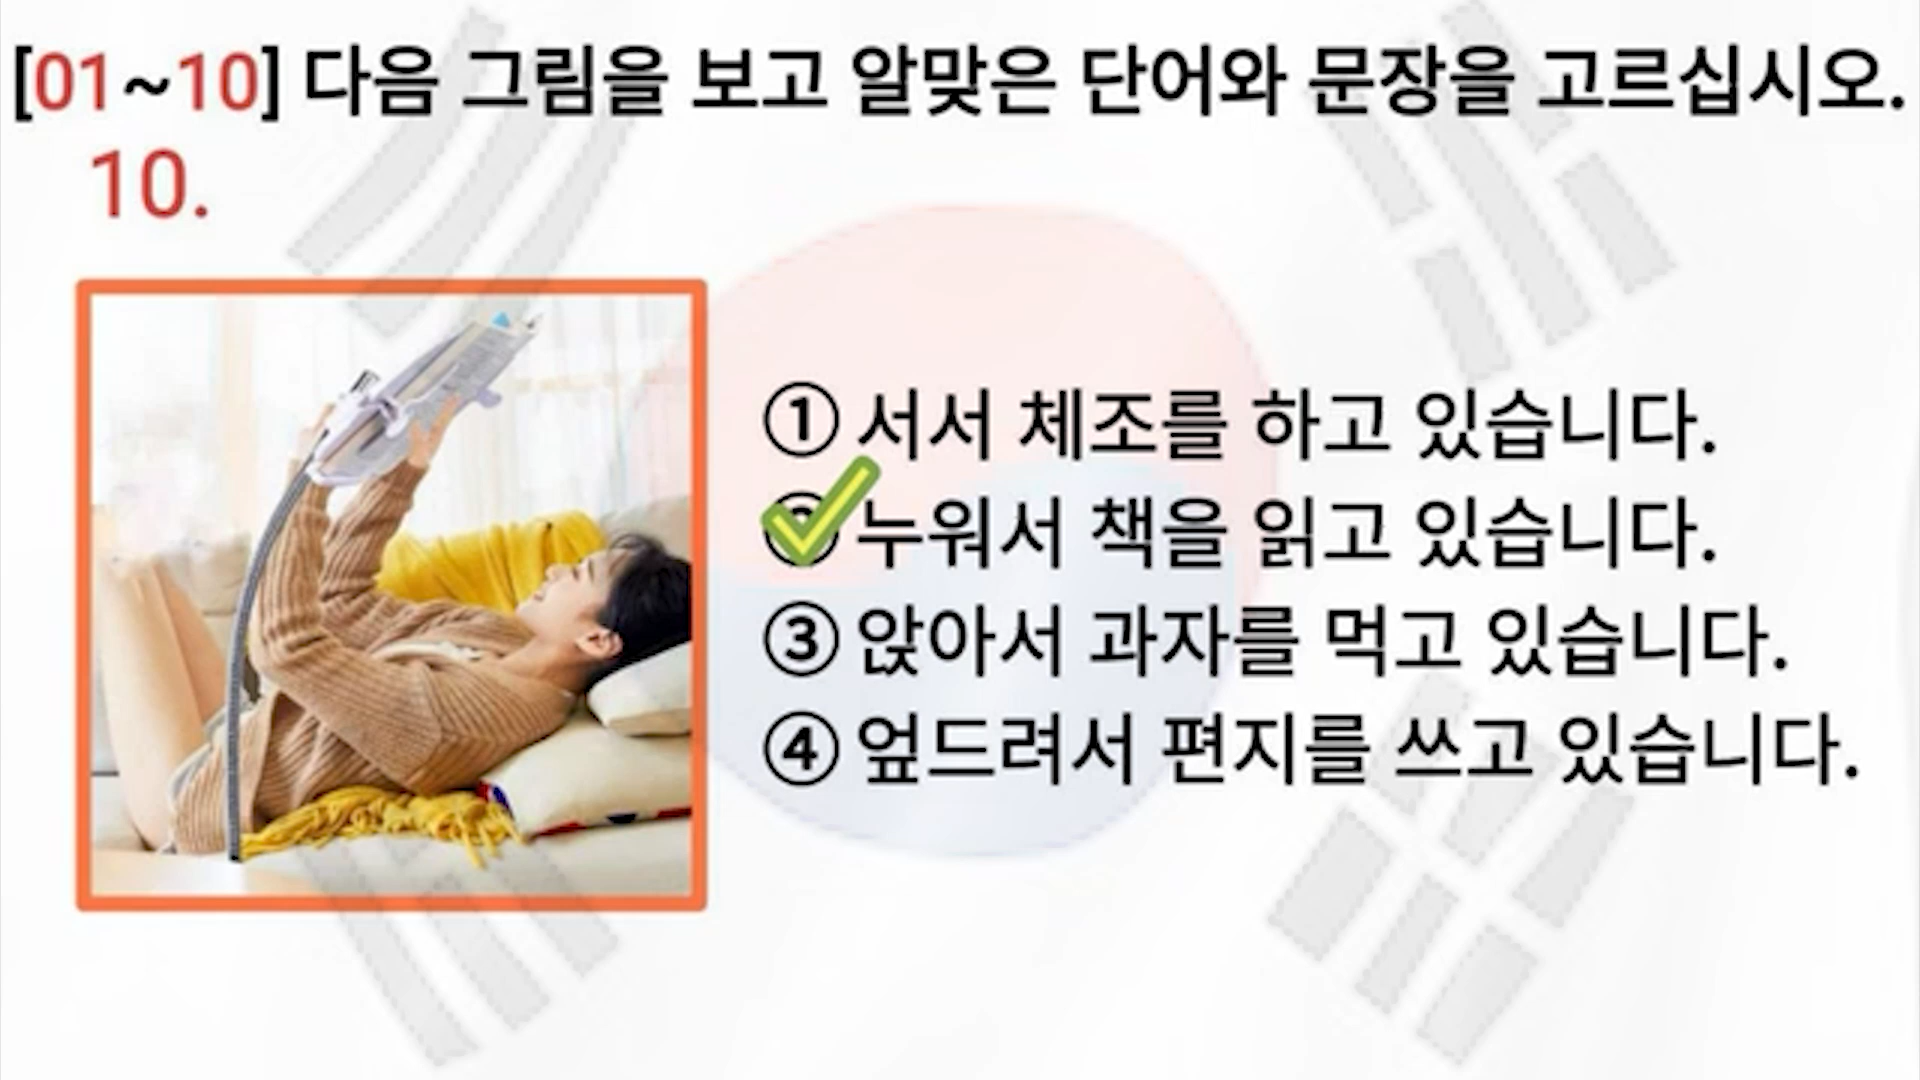 [01~10] 다음 그림을 보고 알맞은 단어와 문장을 고르십시오.
10.
① 서서 체조를 하고 있습니다.
② 누워서 책을 읽고 있습니다.
③ 앉아서 과자를 먹고 있습니다.
④ 엎드려서 편지를 쓰고 있습니다.